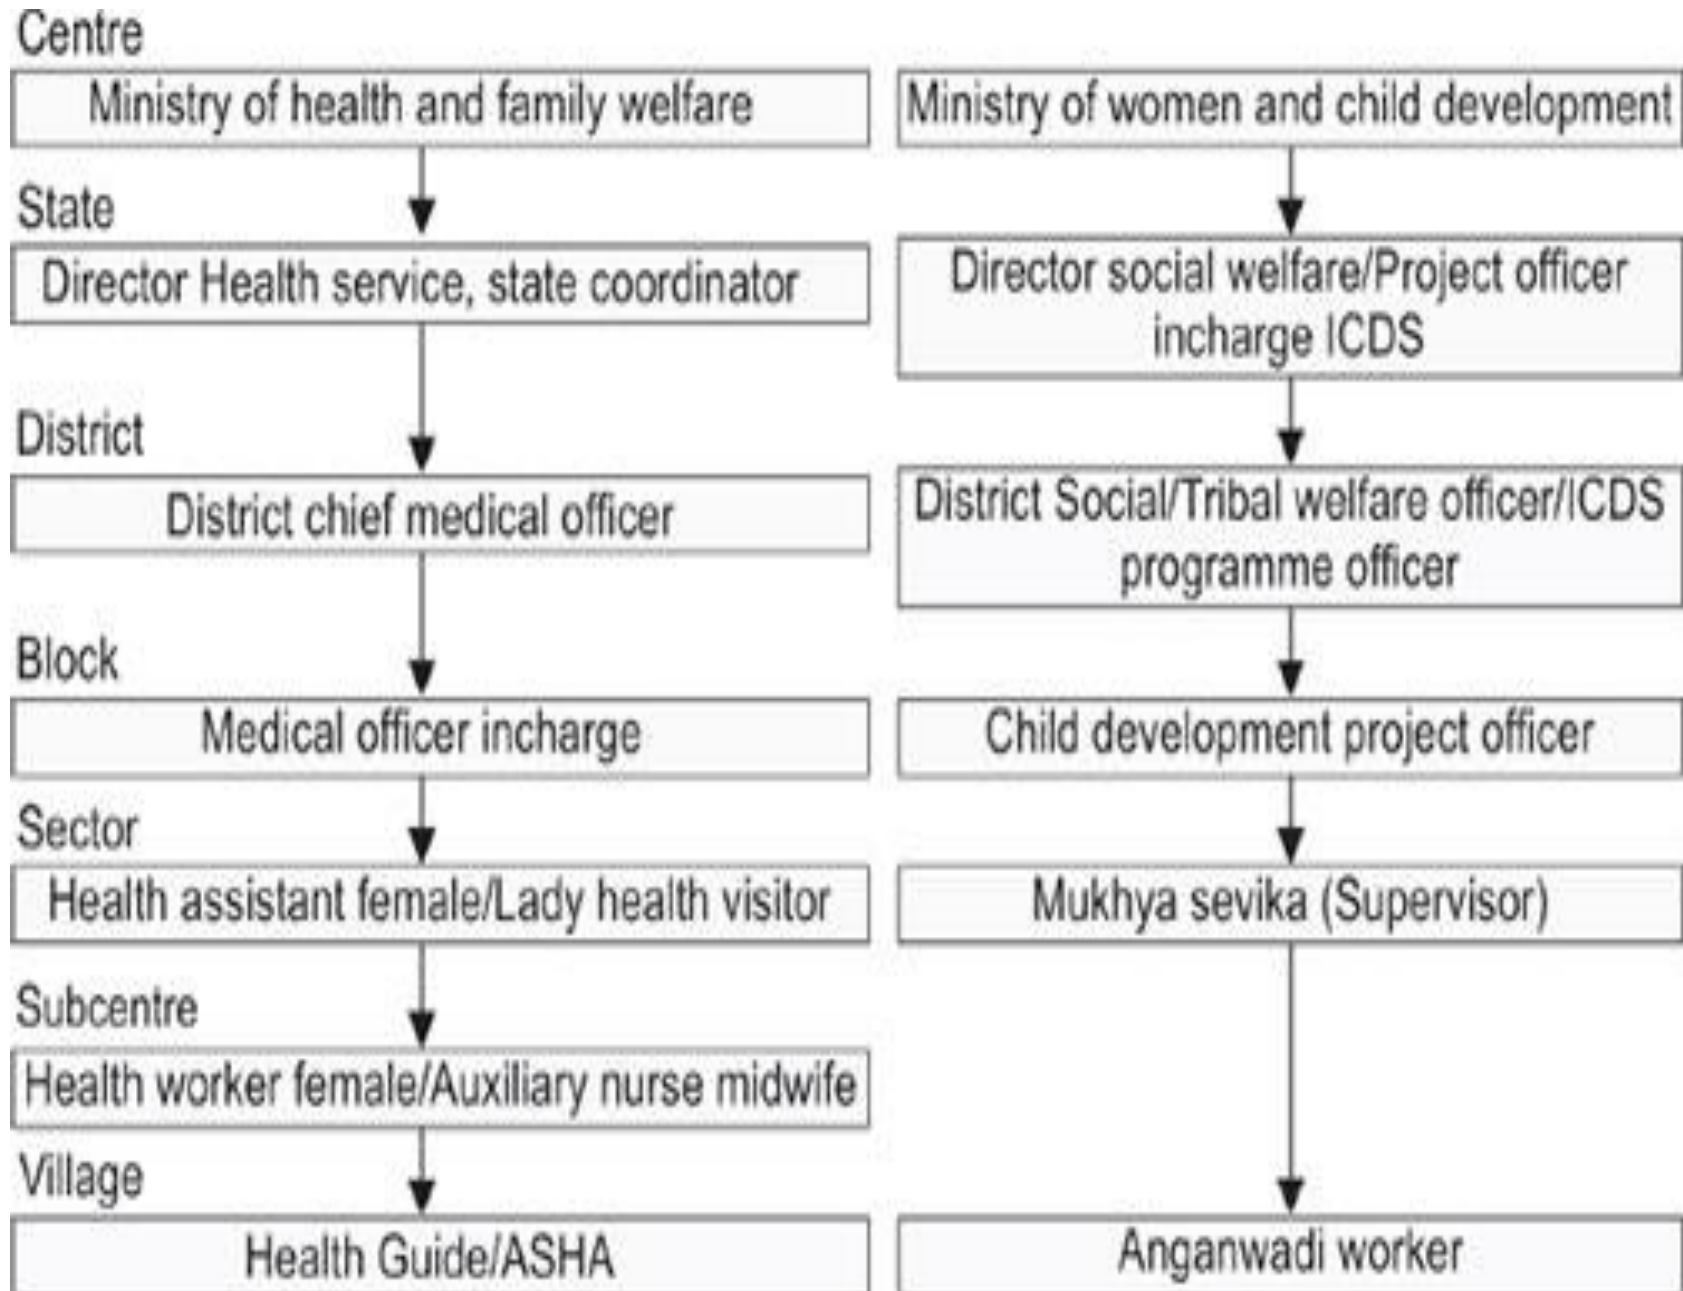 Centre
Ministry of health and family welfare
Ministry of women and child development
State
Director Health service, state coordinator
Director social welfare/Project officer
incharge ICDS
District
District chief medical officer
District Social/Tribal welfare officer/ICDS
programme officer
Block
Medical officer incharge
Child development project officer
Sector
Health assistant female/Lady health visitor
Mukhya sevika (Supervisor)
Subcentre
Health worker female/Auxiliary nurse midwife
Village
Health Guide/ASHA
Anganwadi worker